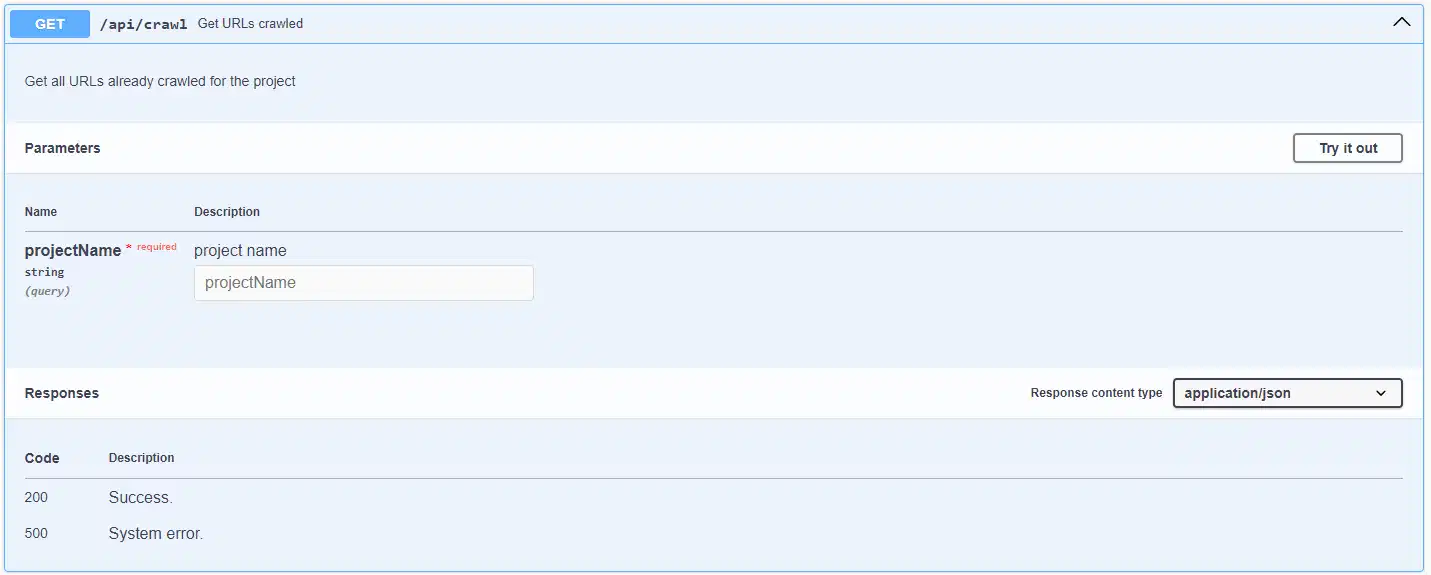 GET /api/crawl Get URLs crawled
Get all URLs already crawled for the project
Parameters Try it out
Name Description
projectName * required project name
string
(query)
projectName
Responses Response content type application/json
Code Description
200 Success.
500 System error.